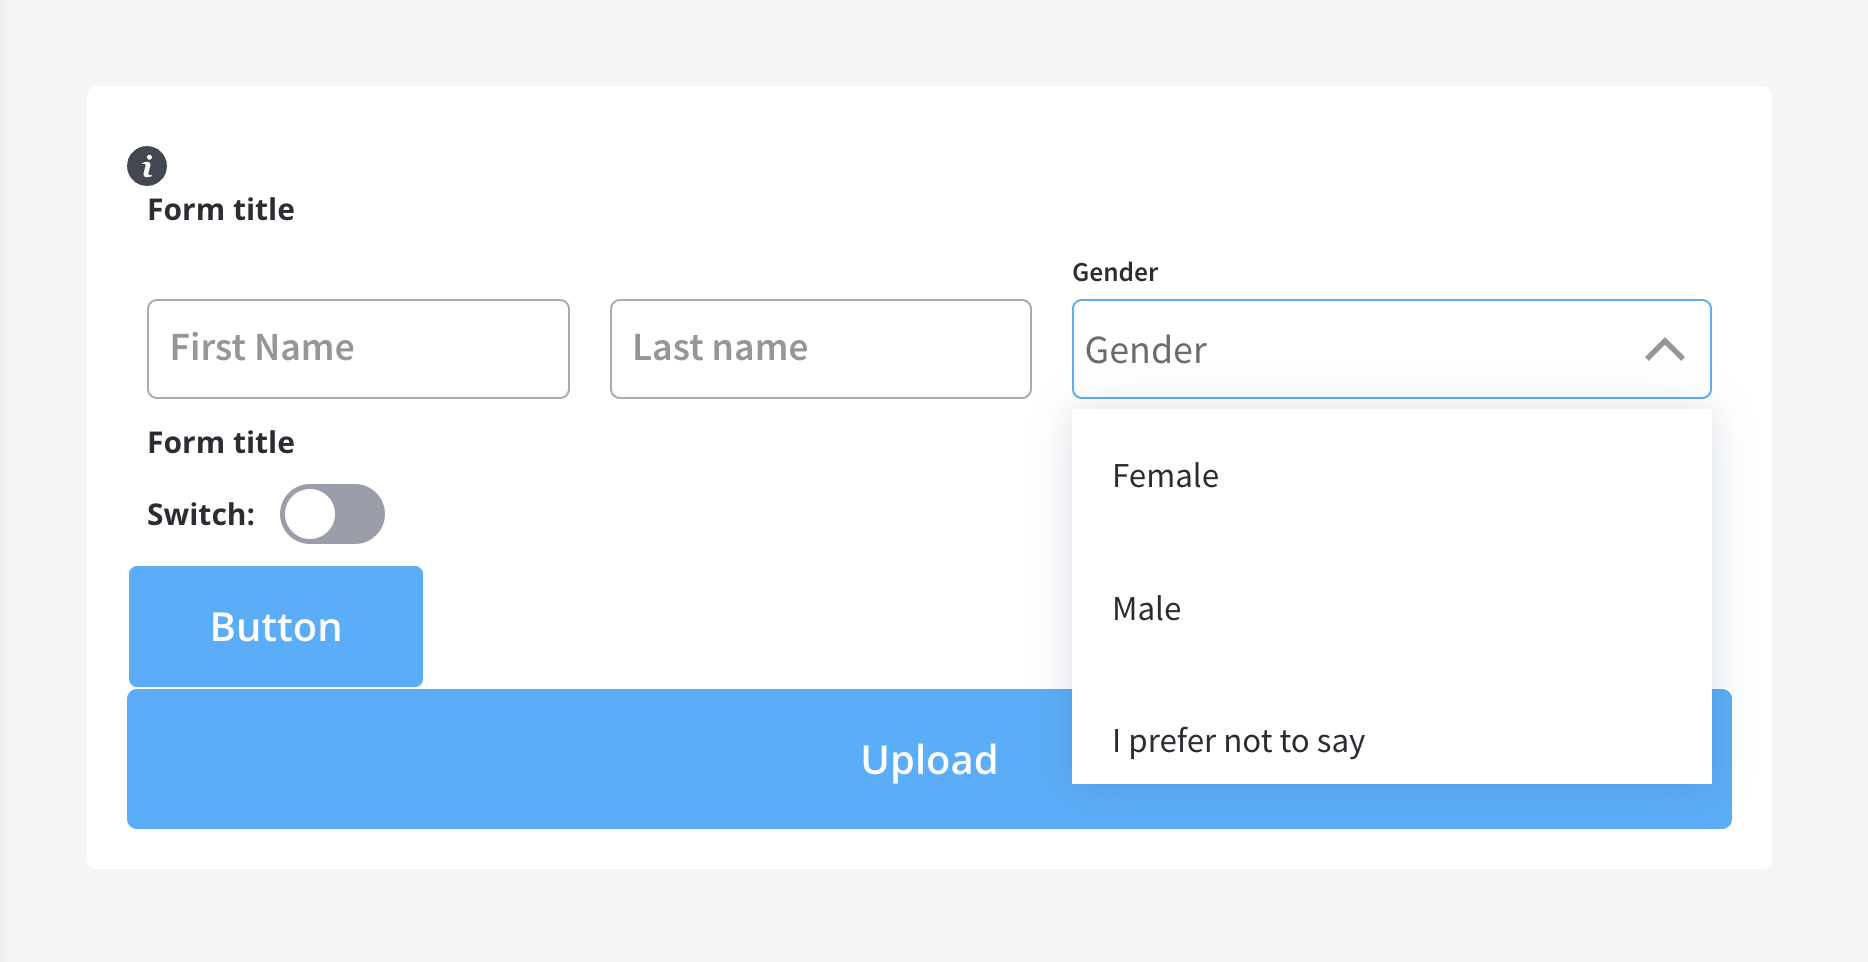 i
Form title
Gender
First Name
Last name
Gender
Female
Male
I prefer not to say
Form title
Switch:
Button
Upload